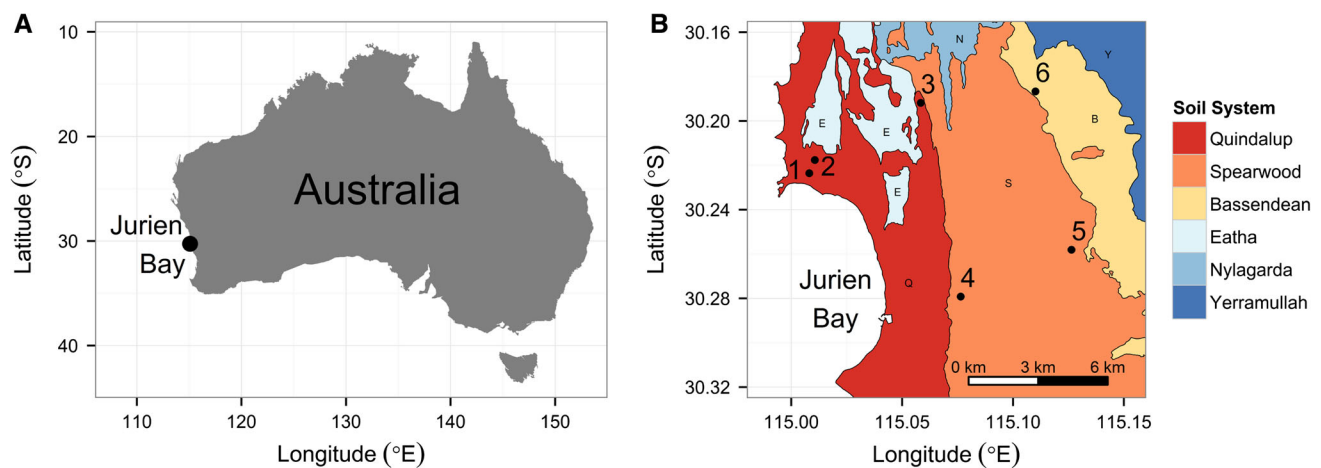 A
10
20
30
40
Latitude (°S)
Australia
Jurien
Bay
110
120
130
140
150
Longitude (°E)
B
30.16
30.20
30.24
30.28
30.32
Latitude (°S)
N
Y
3
6
E
E
B
1
2
E
S
5
Jurien
Bay
Q
4
0 km 3 km 6 km
115.00
115.05
115.10
115.15
Longitude (°E)
Soil System
Quindalup
Spearwood
Bassendean
Eatha
Nylagarda
Yerramullah